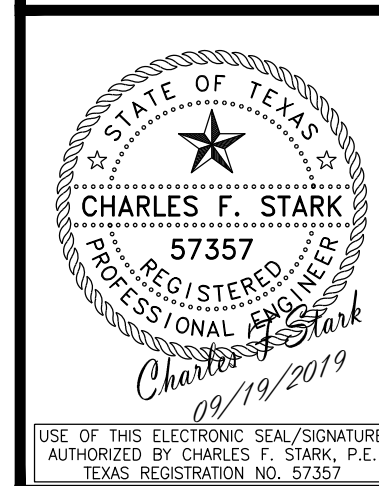 STATE OF TEXAS
CHARLES F. STARK
57357
REGISTERED
PROFESSIONAL ENGINEER
Charles F Stark
09/19/2019
USE OF THIS ELECTRONIC SEAL/SIGNATURE
AUTHORIZED BY CHARLES F. STARK, P.E.
TEXAS REGISTRATION NO. 57357